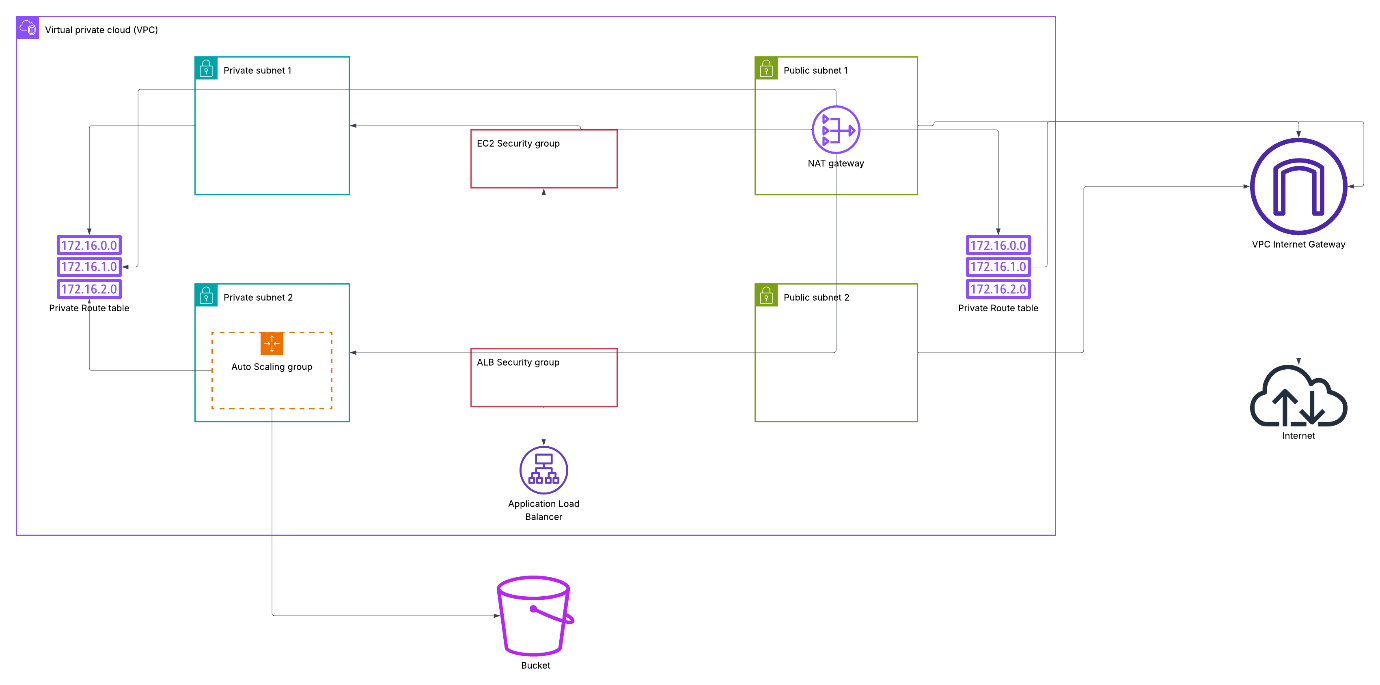 Virtual private cloud (VPC)
Private subnet 1
Public subnet 1
EC2 Security group
NAT gateway
172.16.0.0
172.16.1.0
172.16.2.0
Private Route table
172.16.0.0
172.16.1.0
172.16.2.0
Private Route table
VPC Internet Gateway
Private subnet 2
Public subnet 2
Auto Scaling group
ALB Security group
Internet
Application Load
Balancer
Bucket